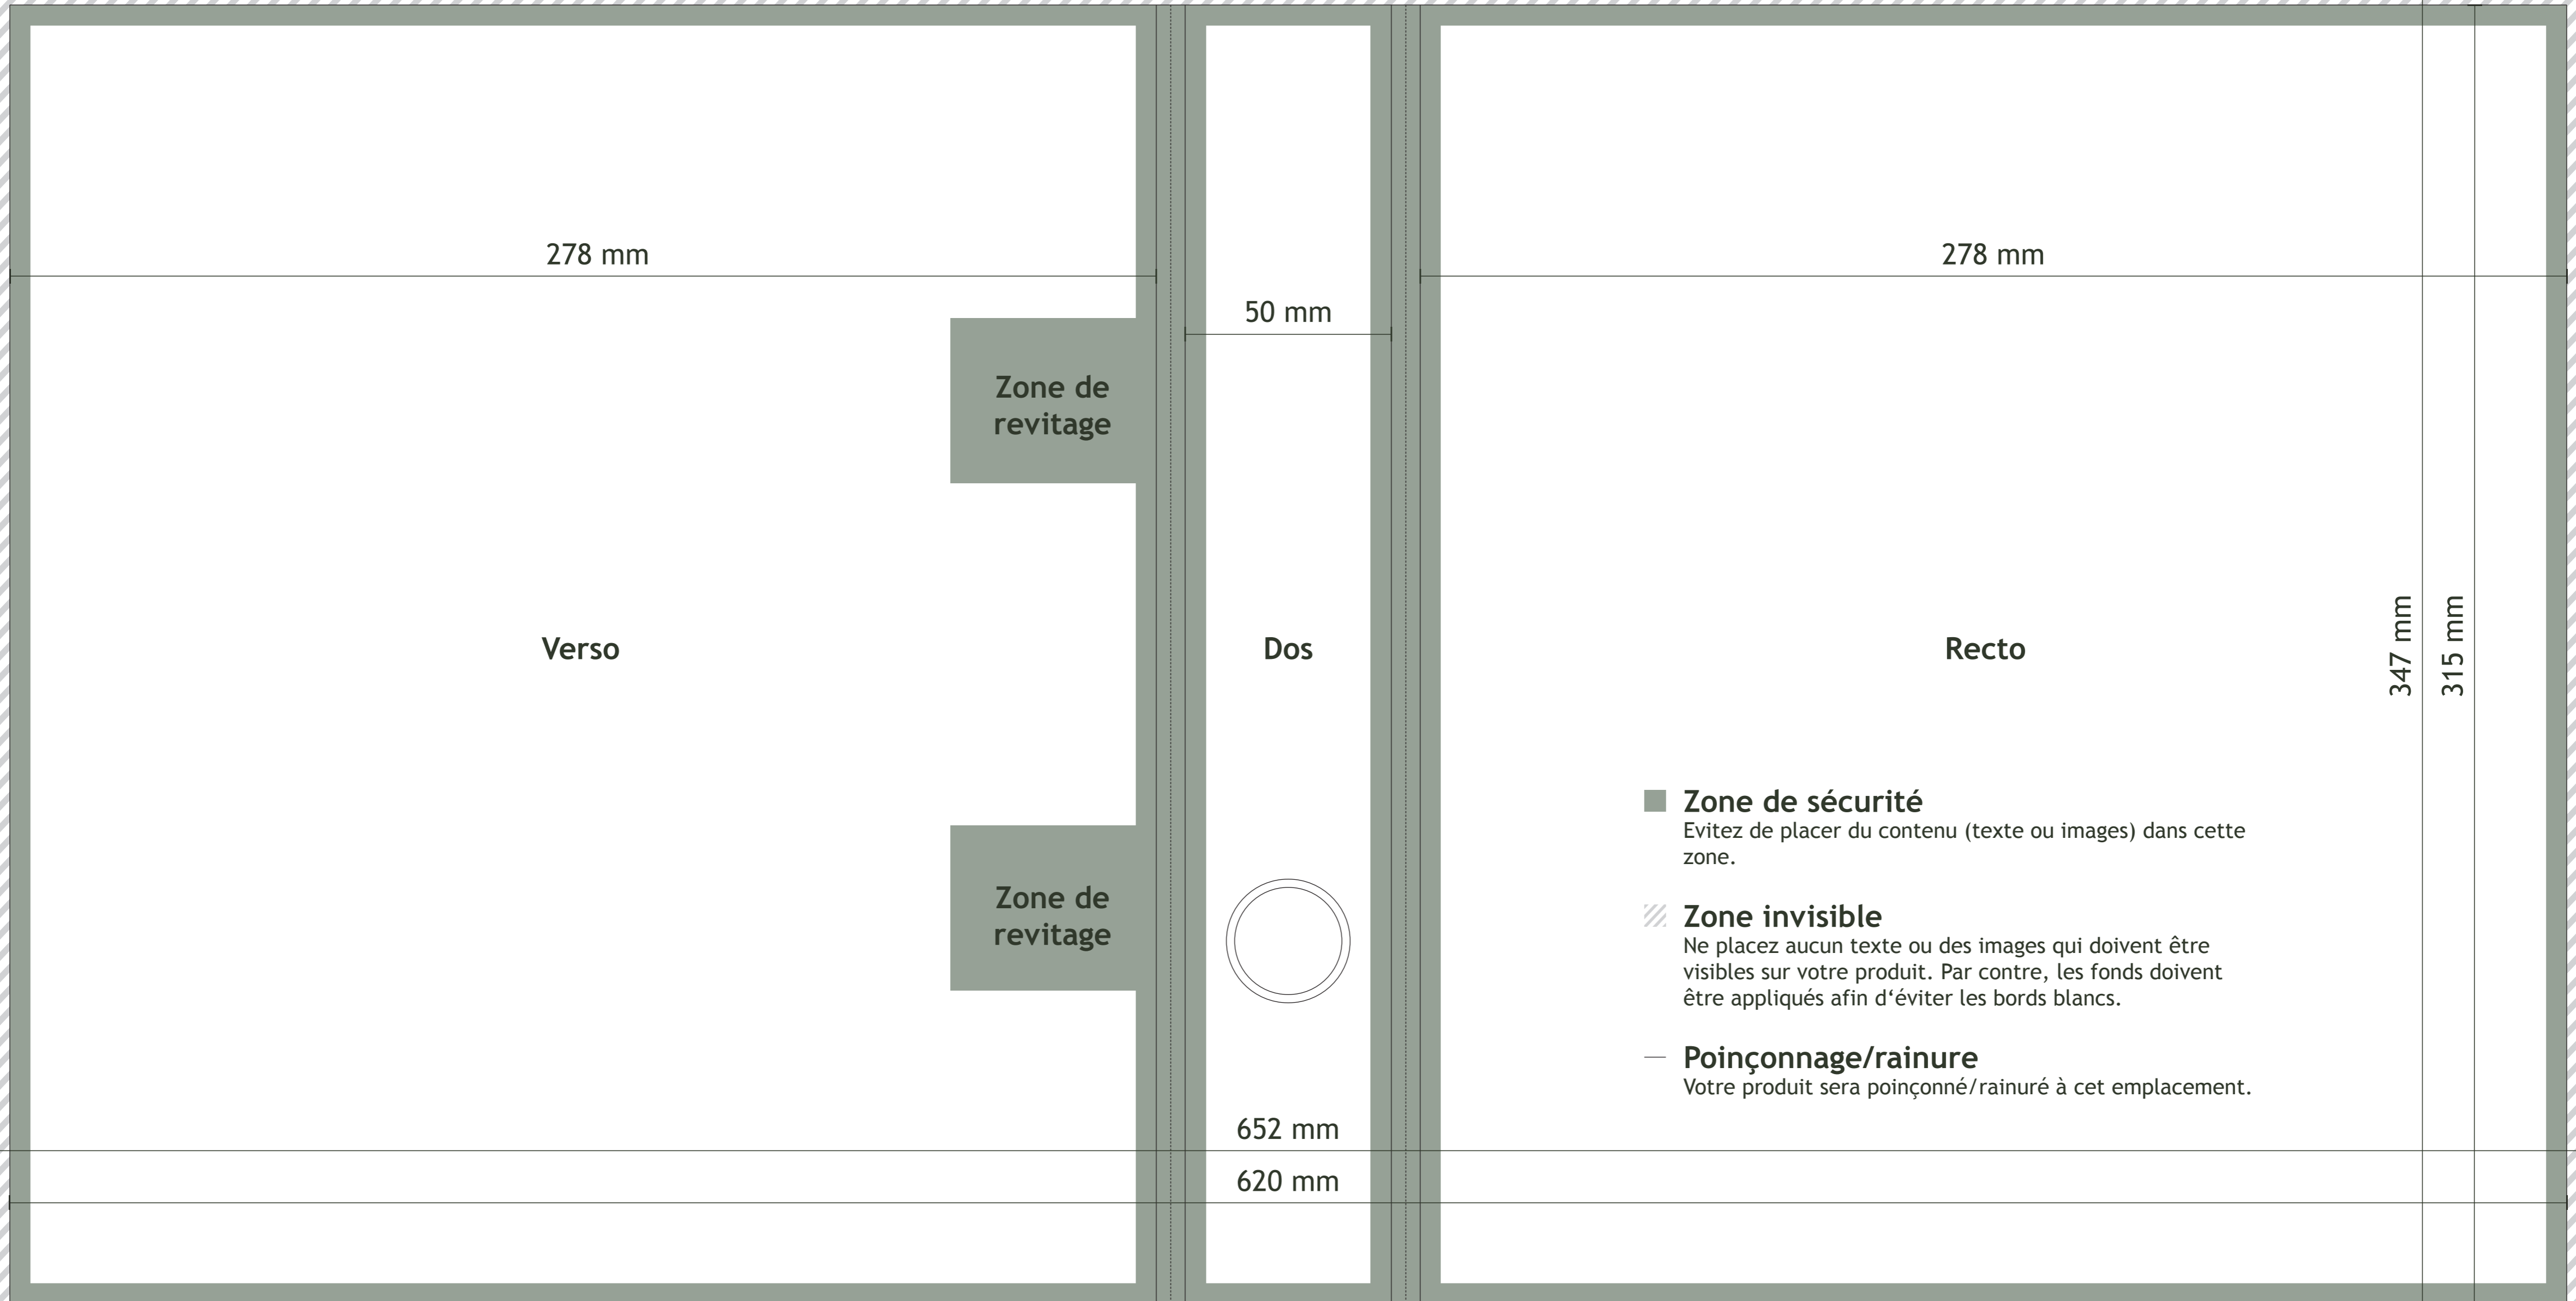 278 mm
278 mm
50 mm
Zone de
revitage
Verso
Dos
Recto
347 mm
315 mm
Zone de sécurité
Evitez de placer du contenu (texte ou images) dans cette
zone.
Zone de
revitage
Zone invisible
Ne placez aucun texte ou des images qui doivent être
visibles sur votre produit. Par contre, les fonds doivent
être appliqués afin d‘éviter les bords blancs.
Poinçonnage/rainure
Votre produit sera poinçonné/rainuré à cet emplacement.
652 mm
620 mm